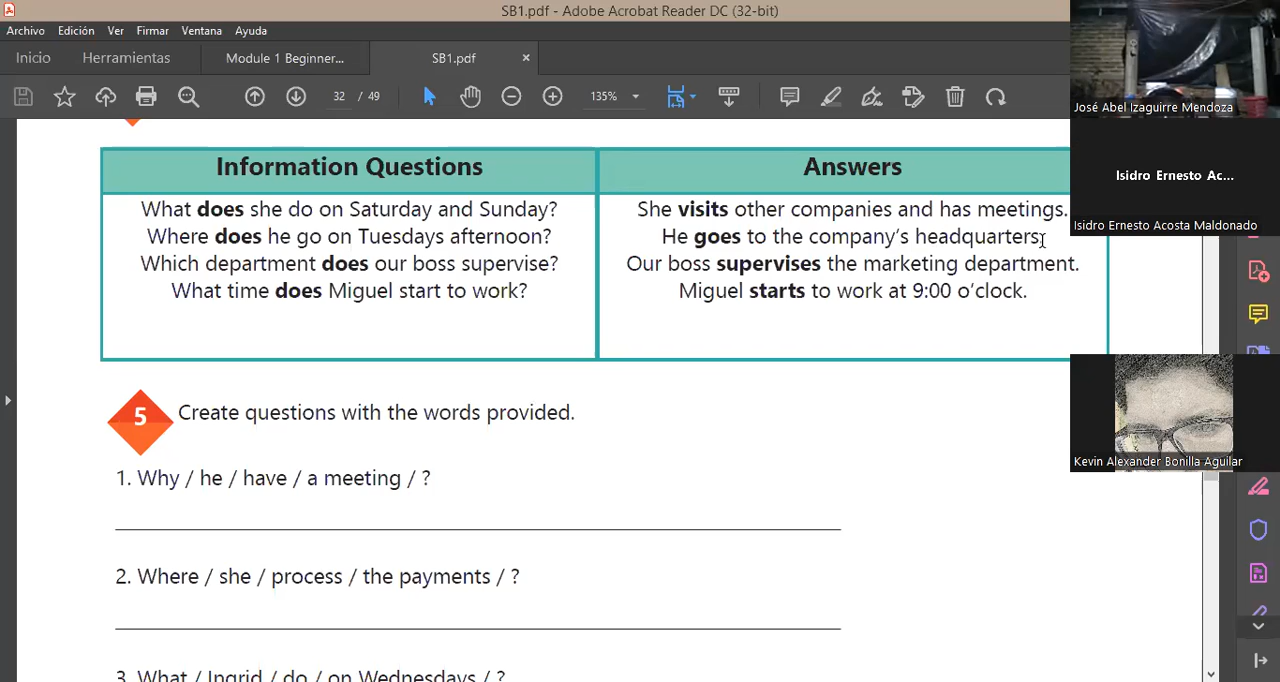 SB1.pdf - Adobe Acrobat Reader DC (32-bit)
Archivo Edición Ver Firmar Ventana Ayuda
Inicio Herramientas Module 1 Beginner... SB1.pdf ×
32 / 49 135%
José Abel Izaguirre Mendoza
Isidro Ernesto Ac...
Isidro Ernesto Acosta Maldonado
Kevin Alexander Bonilla Aguilar
Information Questions Answers
What does she do on Saturday and Sunday? She visits other companies and has meetings.
Where does he go on Tuesdays afternoon? He goes to the company's headquarters.
Which department does our boss supervise? Our boss supervises the marketing department.
What time does Miguel start to work? Miguel starts to work at 9:00 o'clock.
5 Create questions with the words provided.
1. Why / he / have / a meeting / ?
2. Where / she / process / the payments / ?
3. What / Ingrid / do / on Wednesdays / ?